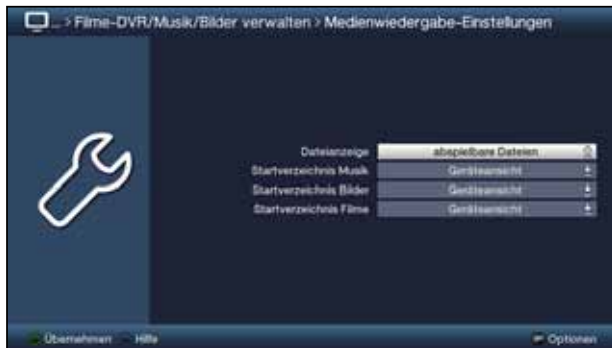 ... > Filme-DVR/Musik/Bilder verwalten > Medienwiedergabe-Einstellungen
Dateianzeige abspielbare Dateien
Startverzeichnis Musik Geräteansicht
Startverzeichnis Bilder Geräteansicht
Startverzeichnis Filme Geräteansicht
Übernehmen Hilfe Optionen